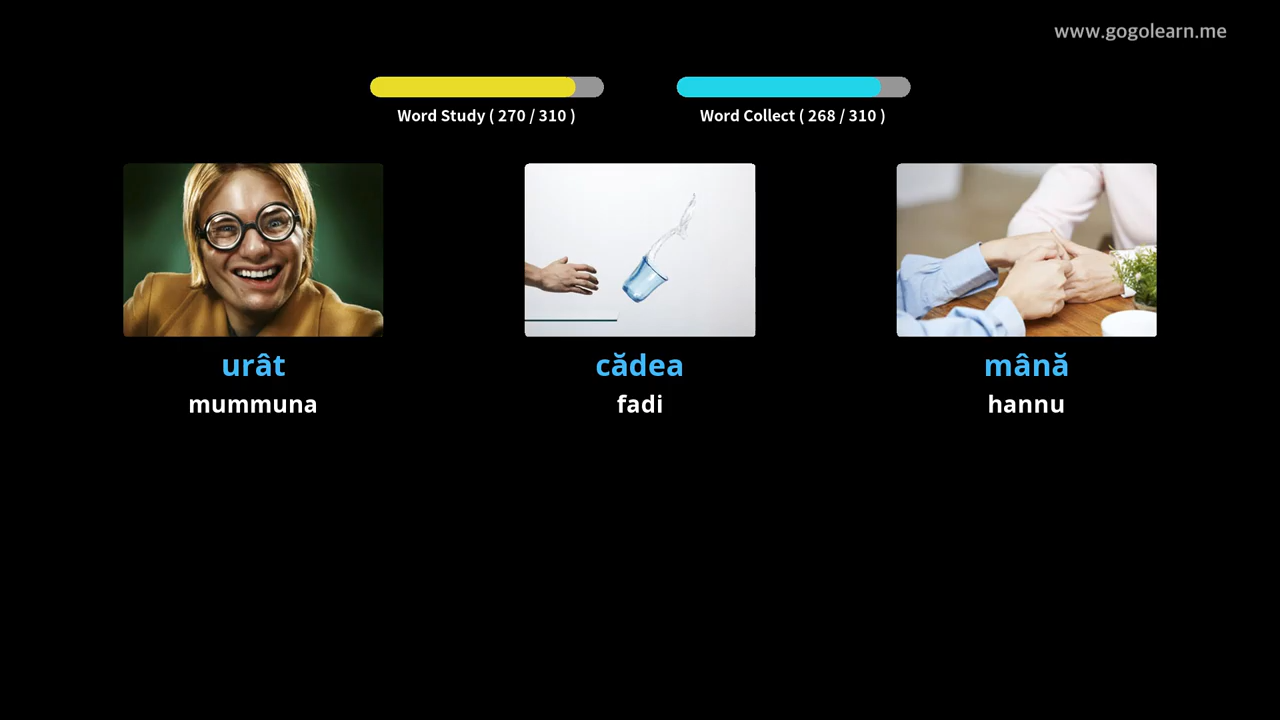 www.gogolearn.me
Word Study ( 270 / 310 )
Word Collect ( 268 / 310 )
urât
cădea
mână
mummuna
fadi
hannu